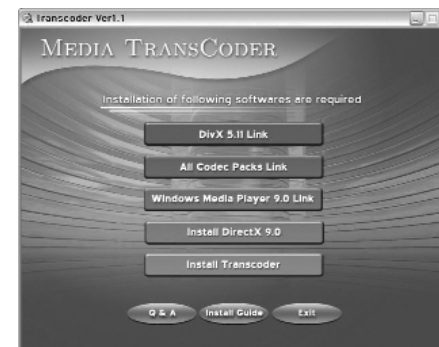 Transcoder Ver1.1
MEDIA TRANSCODER
Installation of following softwares are required
DivX 5.11 Link
All Codec Packs Link
Windows Media Player 9.0 Link
Install DirectX 9.0
Install Transcoder
Q & A Install Guide Exit